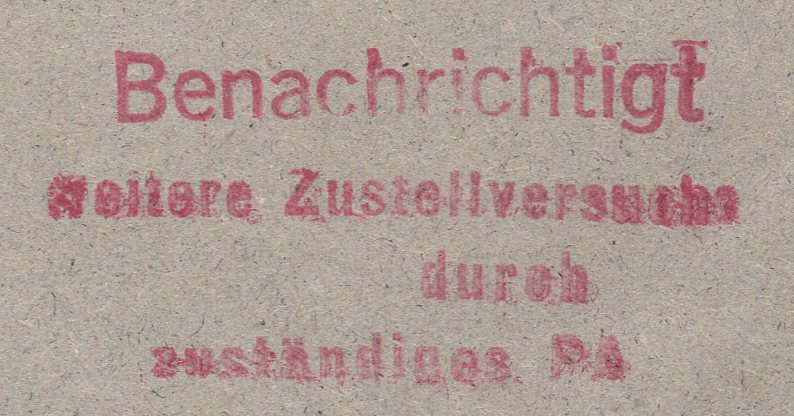 Benachrichtigt
Weitere Zustellversuche
durch
zuständiges PA